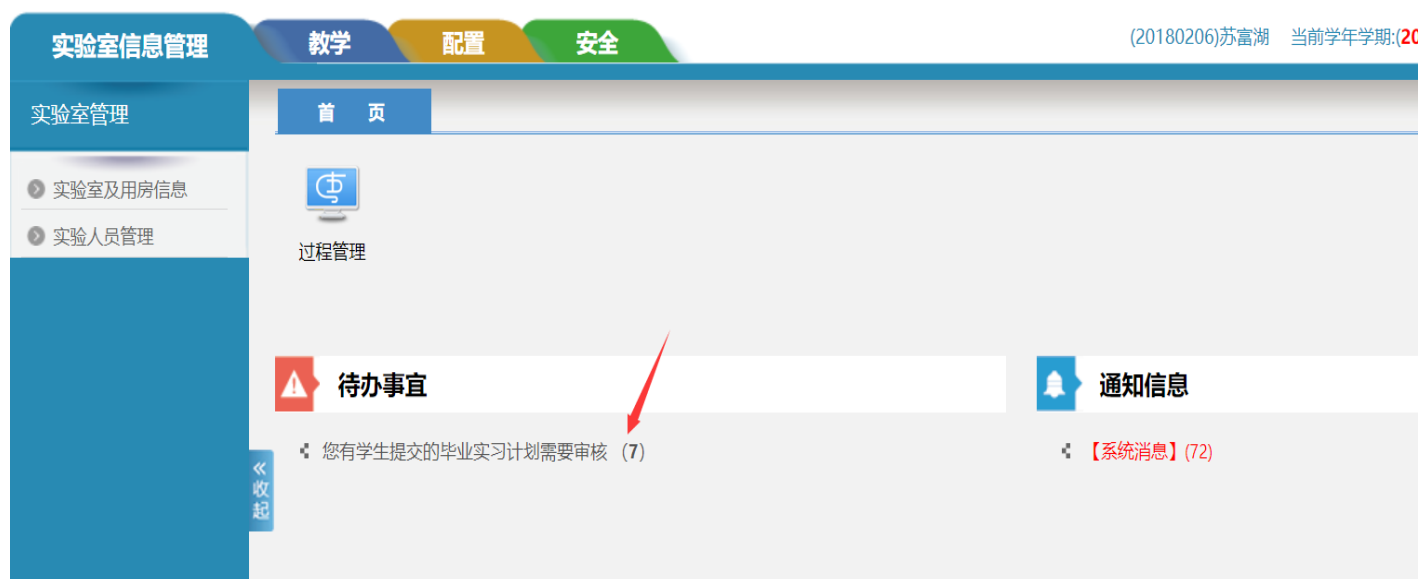 实验室信息管理 教学 配置 安全 (20180206)苏富湖 当前学年学期:(20
实验室管理
首 页
实验室及用房信息
实验人员管理
过程管理
待办事宜
您有学生提交的毕业实习计划需要审核 (7)
通知信息
【系统消息】(72)
收起